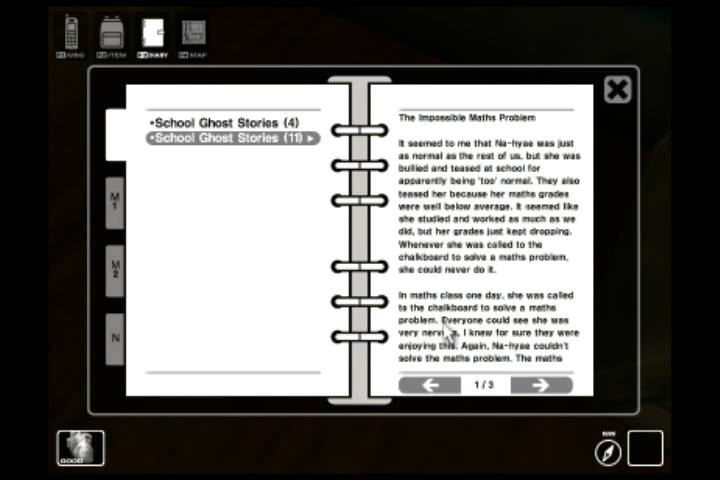 MSG
ITEM
DIARY
MAP
M
1
M
2
N
•School Ghost Stories (4)
•School Ghost Stories (11)
The Impossible Maths Problem
It seemed to me that Na-hyae was just
as normal as the rest of us, but she was
bullied and teased at school for
apparently being 'too' normal. They also
teased her because her maths grades
were well below average. It seemed like
she studied and worked as much as we
did, but her grades just kept dropping.
Whenever she was called to the
chalkboard to solve a maths problem,
she could never do it.
In maths class one day, she was called
to the chalkboard to solve a maths
problem. Everyone could see she was
very I knew for sure they were
enjoying this. Again, Na-hyae couldn't
solve the maths problem. The maths
1 / 3
GOOD
NW